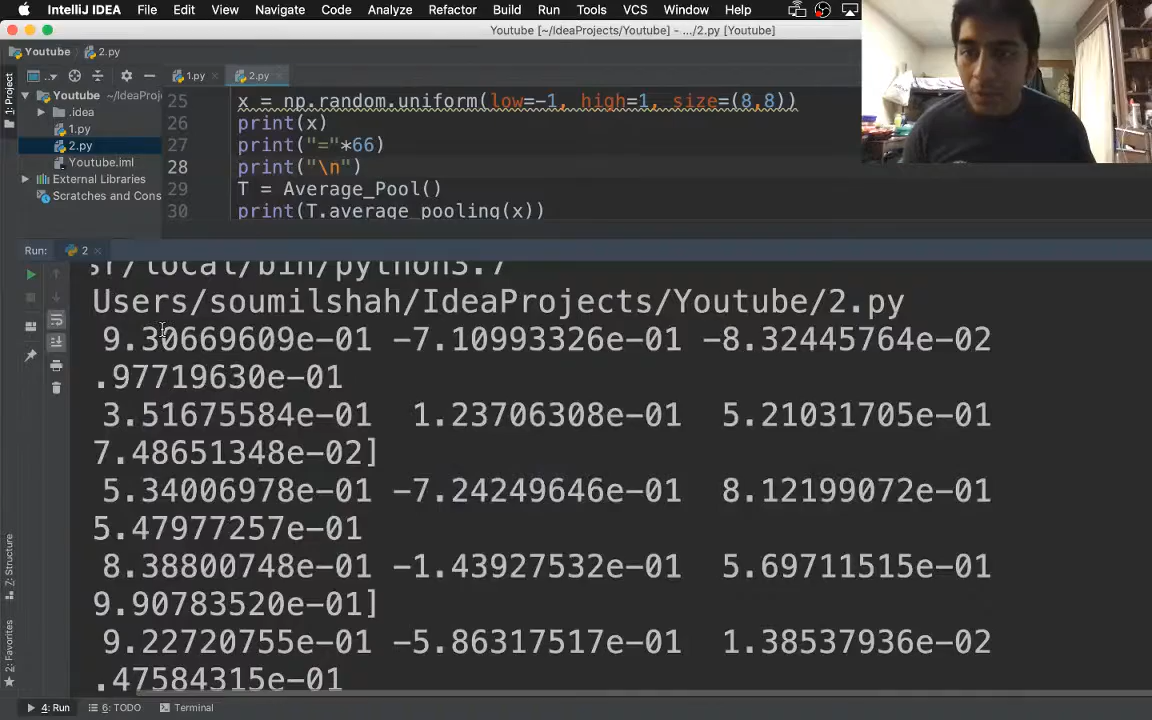 IntelliJ IDEA File Edit View Navigate Code Analyze Refactor Build Run Tools VCS Window Help
Youtube [~/IdeaProjects/Youtube] - .../2.py [Youtube]
Youtube 2.py
1: Project
1.py 2.py
Youtube ~/IdeaProj
.idea
1.py
2.py
Youtube.iml
External Libraries
Scratches and Cons
25 x = np.random.uniform(low=-1, high=1, size=(8,8))
26 print(x)
27 print("="*66)
28 print("\n")
29 T = Average_Pool()
30 print(T.average_pooling(x))
Run: 2
sr/local/bin/python3.7
Users/soumilshah/IdeaProjects/Youtube/2.py
9.30669609e-01 -7.10993326e-01 -8.32445764e-02
.97719630e-01
3.51675584e-01 1.23706308e-01 5.21031705e-01
7.48651348e-02]
5.34006978e-01 -7.24249646e-01 8.12199072e-01
5.47977257e-01
8.38800748e-01 -1.43927532e-01 5.69711515e-01
9.90783520e-01]
9.22720755e-01 -5.86317517e-01 1.38537936e-02
.47584315e-01
7: Structure
2: Favorites
4: Run 6: TODO Terminal